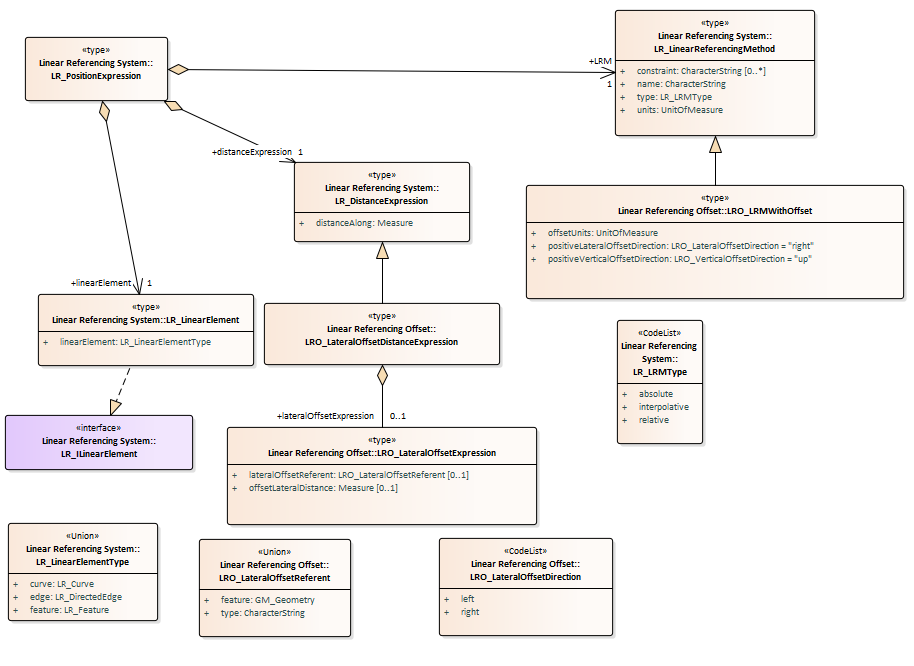 «type»
Linear Referencing System::
LR_PositionExpression
«type»
Linear Referencing System::
LR_LinearReferencingMethod
+ constraint: CharacterString [0..*]
+ name: CharacterString
+ type: LR_LRMType
+ units: UnitOfMeasure
+LRM
1
+distanceExpression 1
«type»
Linear Referencing System::
LR_DistanceExpression
+ distanceAlong: Measure
«type»
Linear Referencing Offset::LRO_LRMWithOffset
+ offsetUnits: UnitOfMeasure
+ positiveLateralOffsetDirection: LRO_LateralOffsetDirection = "right"
+ positiveVerticalOffsetDirection: LRO_VerticalOffsetDirection = "up"
+linearElement 1
«type»
Linear Referencing System::LR_LinearElement
+ linearElement: LR_LinearElementType
«type»
Linear Referencing Offset::
LRO_LateralOffsetDistanceExpression
«CodeList»
Linear Referencing
System::
LR_LRMType
+ absolute
+ interpolative
+ relative
+lateralOffsetExpression 0..1
«interface»
Linear Referencing System::
LR_ILinearElement
«type»
Linear Referencing Offset::LRO_LateralOffsetExpression
+ lateralOffsetReferent: LRO_LateralOffsetReferent [0..1]
+ offsetLateralDistance: Measure [0..1]
«Union»
Linear Referencing System::
LR_LinearElementType
+ curve: LR_Curve
+ edge: LR_DirectedEdge
+ feature: LR_Feature
«Union»
Linear Referencing Offset::
LRO_LateralOffsetReferent
+ feature: GM_Geometry
+ type: CharacterString
«CodeList»
Linear Referencing Offset::
LRO_LateralOffsetDirection
+ left
+ right